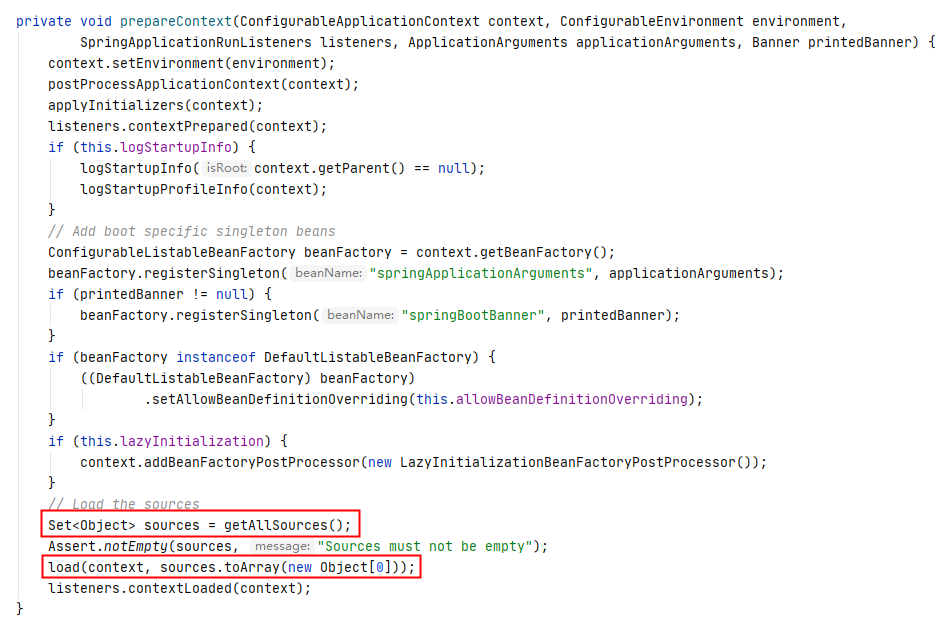 private void prepareContext(ConfigurableApplicationContext context, ConfigurableEnvironment environment,
        SpringApplicationRunListeners listeners, ApplicationArguments applicationArguments, Banner printedBanner) {
    context.setEnvironment(environment);
    postProcessApplicationContext(context);
    applyInitializers(context);
    listeners.contextPrepared(context);
    if (this.logStartupInfo) {
        logStartupInfo( isRoot: context.getParent() == null);
        logStartupProfileInfo(context);
    }
    // Add boot specific singleton beans
    ConfigurableListableBeanFactory beanFactory = context.getBeanFactory();
    beanFactory.registerSingleton( beanName: "springApplicationArguments", applicationArguments);
    if (printedBanner != null) {
        beanFactory.registerSingleton( beanName: "springBootBanner", printedBanner);
    }
    if (beanFactory instanceof DefaultListableBeanFactory) {
        ((DefaultListableBeanFactory) beanFactory)
                .setAllowBeanDefinitionOverriding(this.allowBeanDefinitionOverriding);
    }
    if (this.lazyInitialization) {
        context.addBeanFactoryPostProcessor(new LazyInitializationBeanFactoryPostProcessor());
    }
    // Load the sources
    Set<Object> sources = getAllSources();
    Assert.notEmpty(sources, message: "Sources must not be empty");
    load(context, sources.toArray(new Object[0]));
    listeners.contextLoaded(context);
}